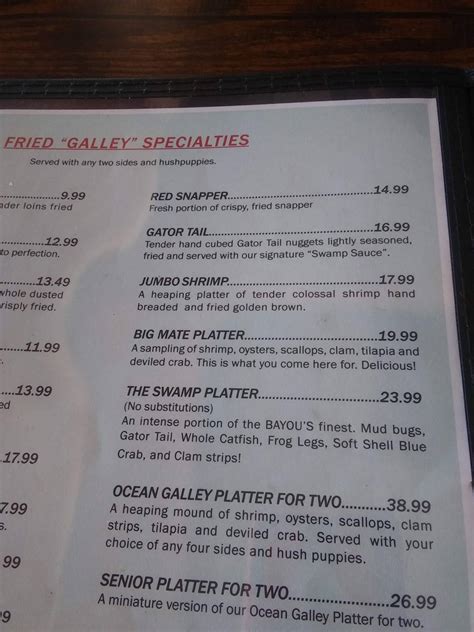 FRIED "GALLEY" SPECIALTIES
Served with any two sides and hushpuppies.
9.99
ader loins fried
12.99
to perfection.
13.49
whole dusted
risply fried.
11.99
13.99
ed
17.99
7.99
s.
9.99
RED SNAPPER 14.99
Fresh portion of crispy, fried snapper
GATOR TAIL 16.99
Tender hand cubed Gator Tail nuggets lightly seasoned,
fried and served with our signature "Swamp Sauce".
JUMBO SHRIMP 17.99
A heaping platter of tender colossal shrimp hand
breaded and fried golden brown.
BIG MATE PLATTER 19.99
A sampling of shrimp, oysters, scallops, clam, tilapia and
deviled crab. This is what you come here for. Delicious!
THE SWAMP PLATTER 23.99
(No substitutions)
An intense portion of the BAYOU'S finest. Mud bugs,
Gator Tail, Whole Catfish, Frog Legs, Soft Shell Blue
Crab, and Clam strips!
OCEAN GALLEY PLATTER FOR TWO 38.99
A heaping mound of shrimp, oysters, scallops, clam
strips, tilapia and deviled crab. Served with your
choice of any four sides and hush puppies.
SENIOR PLATTER FOR TWO 26.99
A miniature version of our Ocean Galley Platter for two.